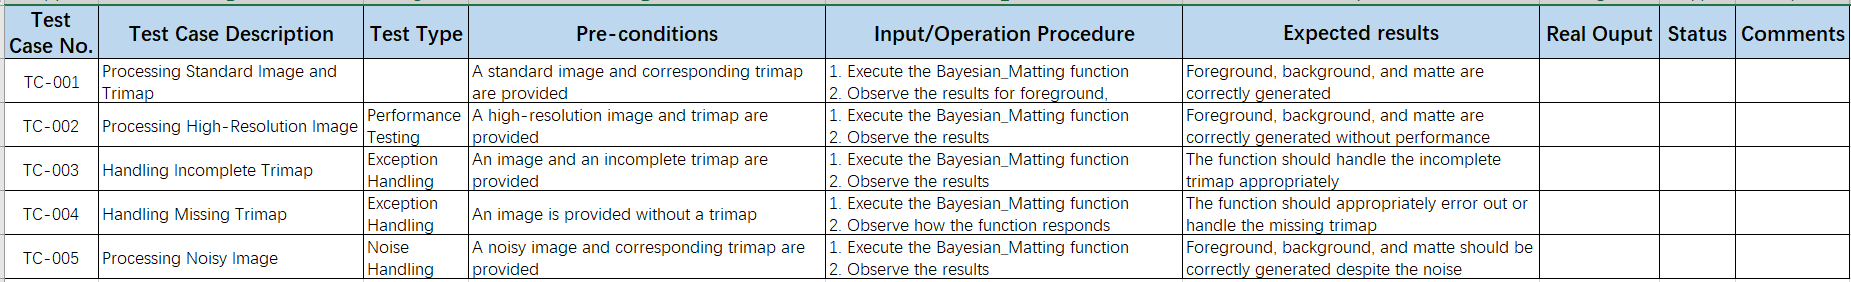 Test Case No.
Test Case Description
Test Type
Pre-conditions
Input/Operation Procedure
Expected results
Real Ouput
Status
Comments
TC-001
Processing Standard Image and
Trimap
A standard image and corresponding trimap
are provided
1. Execute the Bayesian_Matting function
2. Observe the results for foreground,
Foreground, background, and matte are
correctly generated
TC-002
Processing High-Resolution Image
Performance
Testing
A high-resolution image and trimap are
provided
1. Execute the Bayesian_Matting function
2. Observe the results
Foreground, background, and matte are
correctly generated without performance
TC-003
Handling Incomplete Trimap
Exception
Handling
An image and an incomplete trimap are
provided
1. Execute the Bayesian_Matting function
2. Observe the results
The function should handle the incomplete
trimap appropriately
TC-004
Handling Missing Trimap
Exception
Handling
An image is provided without a trimap
1. Execute the Bayesian_Matting function
2. Observe how the function responds
The function should appropriately error out or
handle the missing trimap
TC-005
Processing Noisy Image
Noise
Handling
A noisy image and corresponding trimap are
provided
1. Execute the Bayesian_Matting function
2. Observe the results
Foreground, background, and matte should be
correctly generated despite the noise